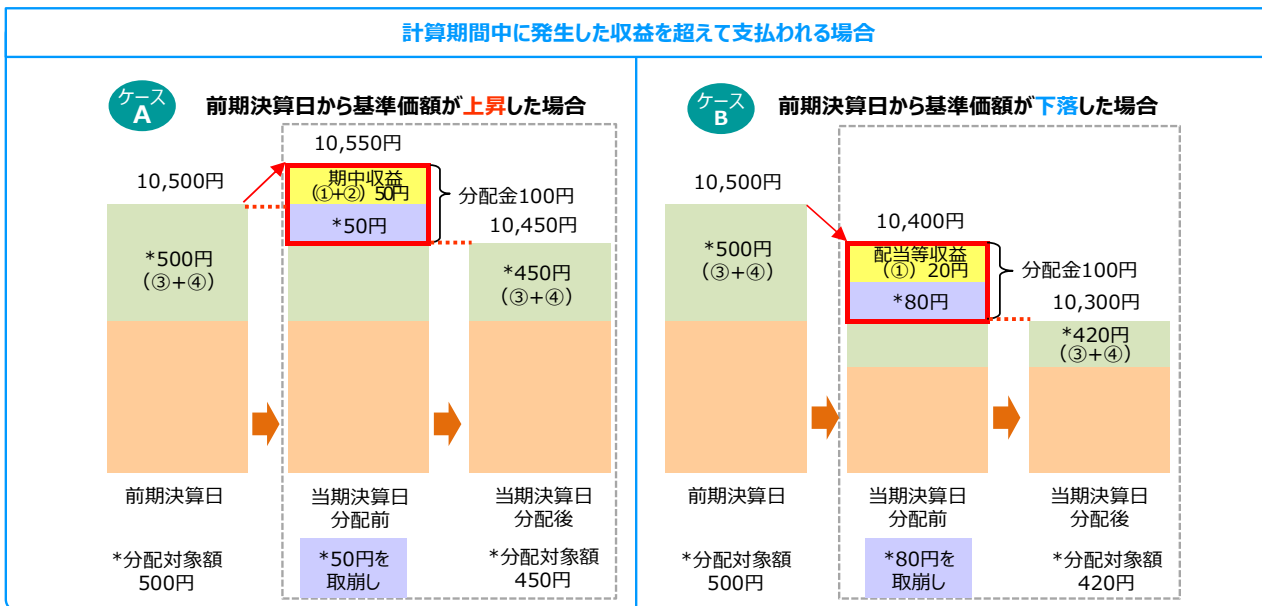 計算期間中に発生した収益を超えて支払われる場合
ケース
A
前期決算日から基準価額が上昇した場合
10,550円
10,500円
期中収益
(①+②) 50円
分配金100円
*50円
10,450円
*500円
(③+④)
*450円
(③+④)
前期決算日
当期決算日
分配前
当期決算日
分配後
*分配対象額
500円
*50円を
取崩し
*分配対象額
450円
ケース
B
前期決算日から基準価額が下落した場合
10,500円
10,400円
*500円
(③+④)
配当等収益
(①) 20円
分配金100円
*80円
10,300円
*420円
(③+④)
前期決算日
当期決算日
分配前
当期決算日
分配後
*分配対象額
500円
*80円を
取崩し
*分配対象額
420円